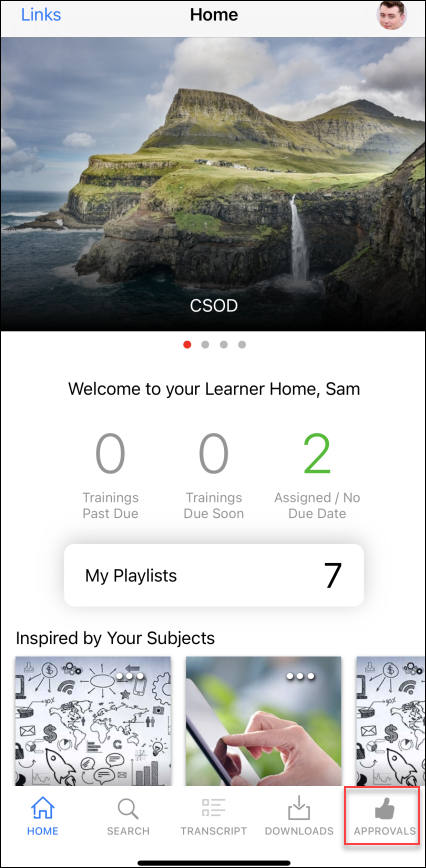 Links
Home
CSOD
Welcome to your Learner Home, Sam
0
0
2
Trainings
Past Due
Trainings
Due Soon
Assigned / No
Due Date
My Playlists
7
Inspired by Your Subjects
HOME
SEARCH
TRANSCRIPT
DOWNLOADS
APPROVALS